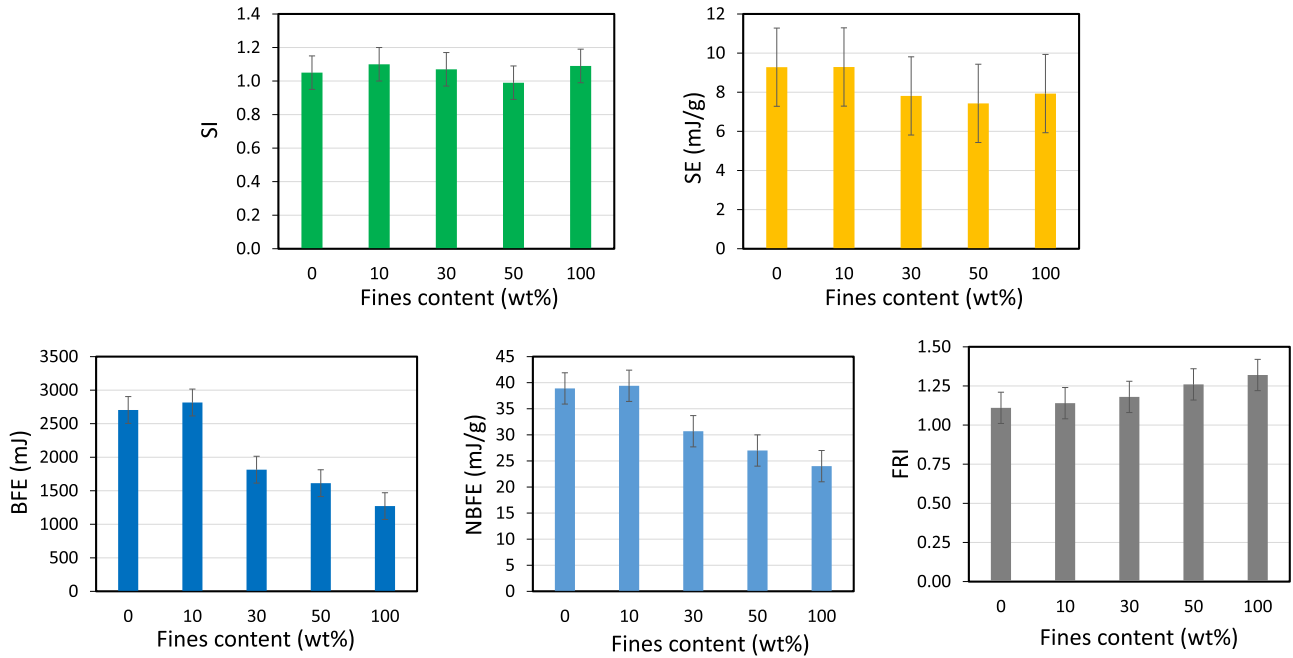 SI
1.4
1.2
1.0
0.8
0.6
0.4
0.2
0.0
0 10 30 50 100
Fines content (wt%)
SE (mJ/g)
12
10
8
6
4
2
0
0 10 30 50 100
Fines content (wt%)
BFE (mJ)
3500
3000
2500
2000
1500
1000
500
0
0 10 30 50 100
Fines content (wt%)
NBFE (mJ/g)
45
40
35
30
25
20
15
10
5
0
0 10 30 50 100
Fines content (wt%)
FRI
1.50
1.25
1.00
0.75
0.50
0.25
0.00
0 10 30 50 100
Fines content (wt%)